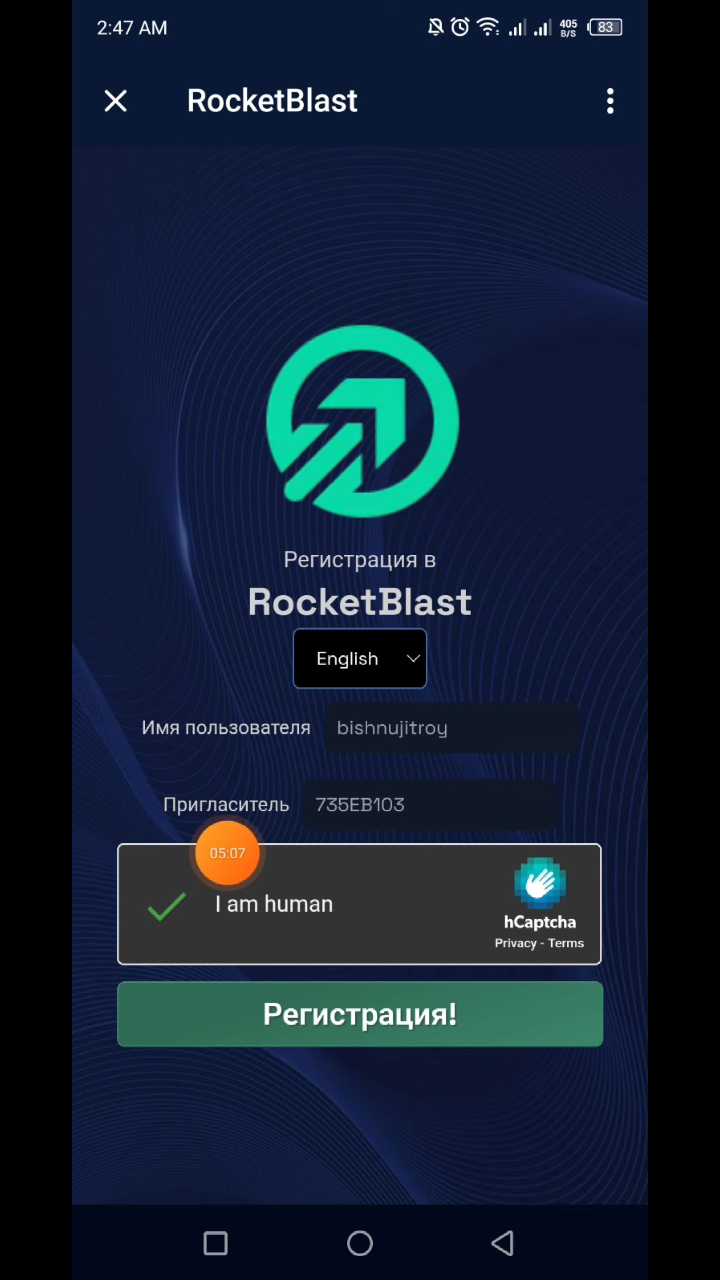 2:47 AM
405 B/S
83
RocketBlast
Регистрация в
RocketBlast
English
Имя пользователя
bishnujitroy
Пригласитель
735EB103
05:07
I am human
hCaptcha
Privacy - Terms
Регистрация!